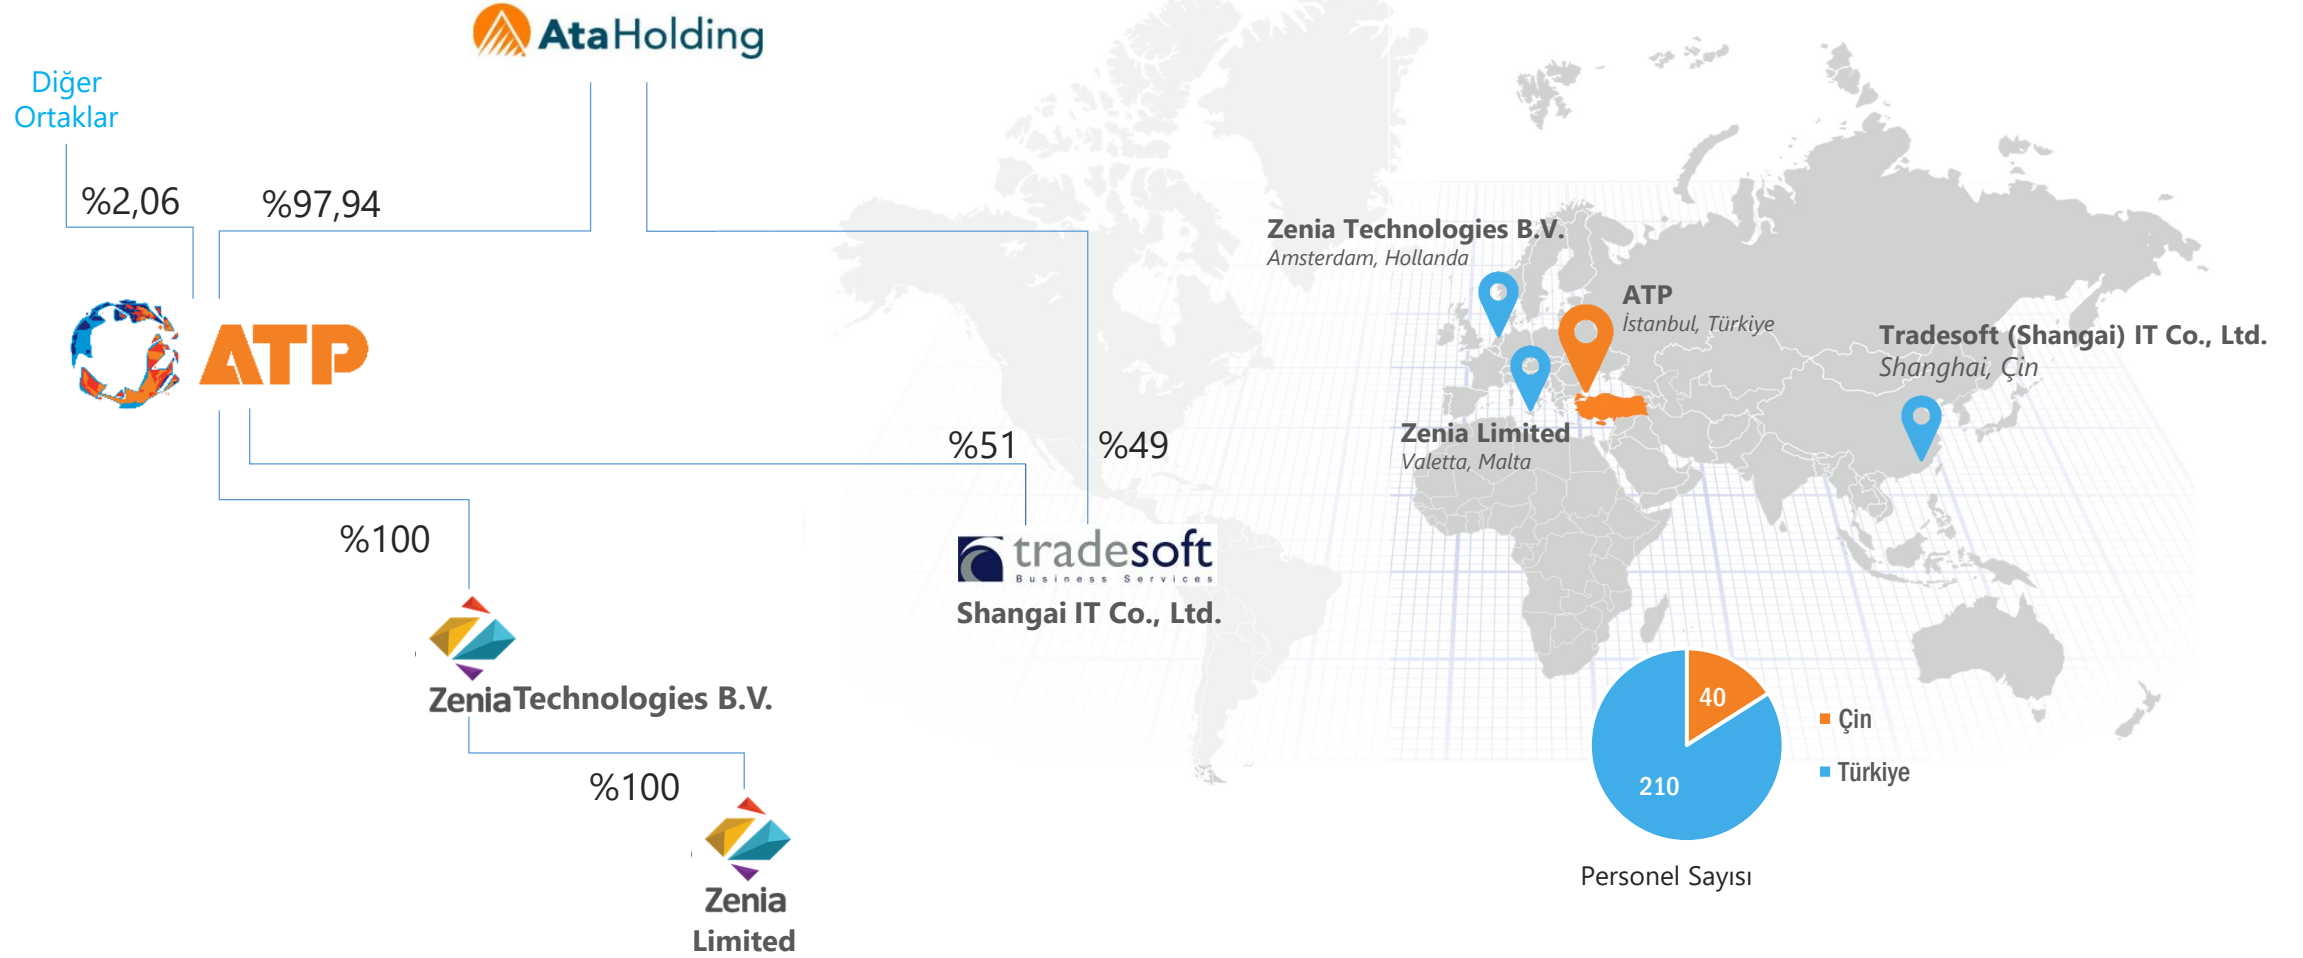 AtaHolding
Diğer
Ortaklar
%2,06
%97,94
ATP
%51
%49
%100
tradesoft
Business Services
Shangai IT Co., Ltd.
Zenia Technologies B.V.
%100
Zenia
Limited
Zenia Technologies B.V.
Amsterdam, Hollanda
ATP
İstanbul, Türkiye
Tradesoft (Shangai) IT Co., Ltd.
Shanghai, Çin
Zenia Limited
Valetta, Malta
40
210
Çin
Türkiye
Personel Sayısı